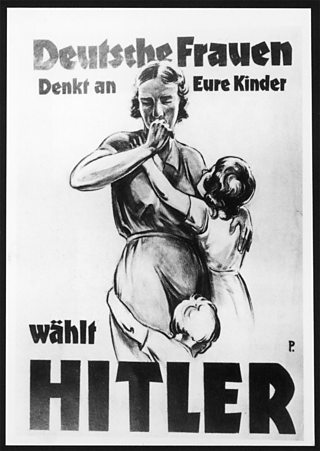 Deutsche Frauen
Denkt an Eure Kinder
wählt
P.
HITLER